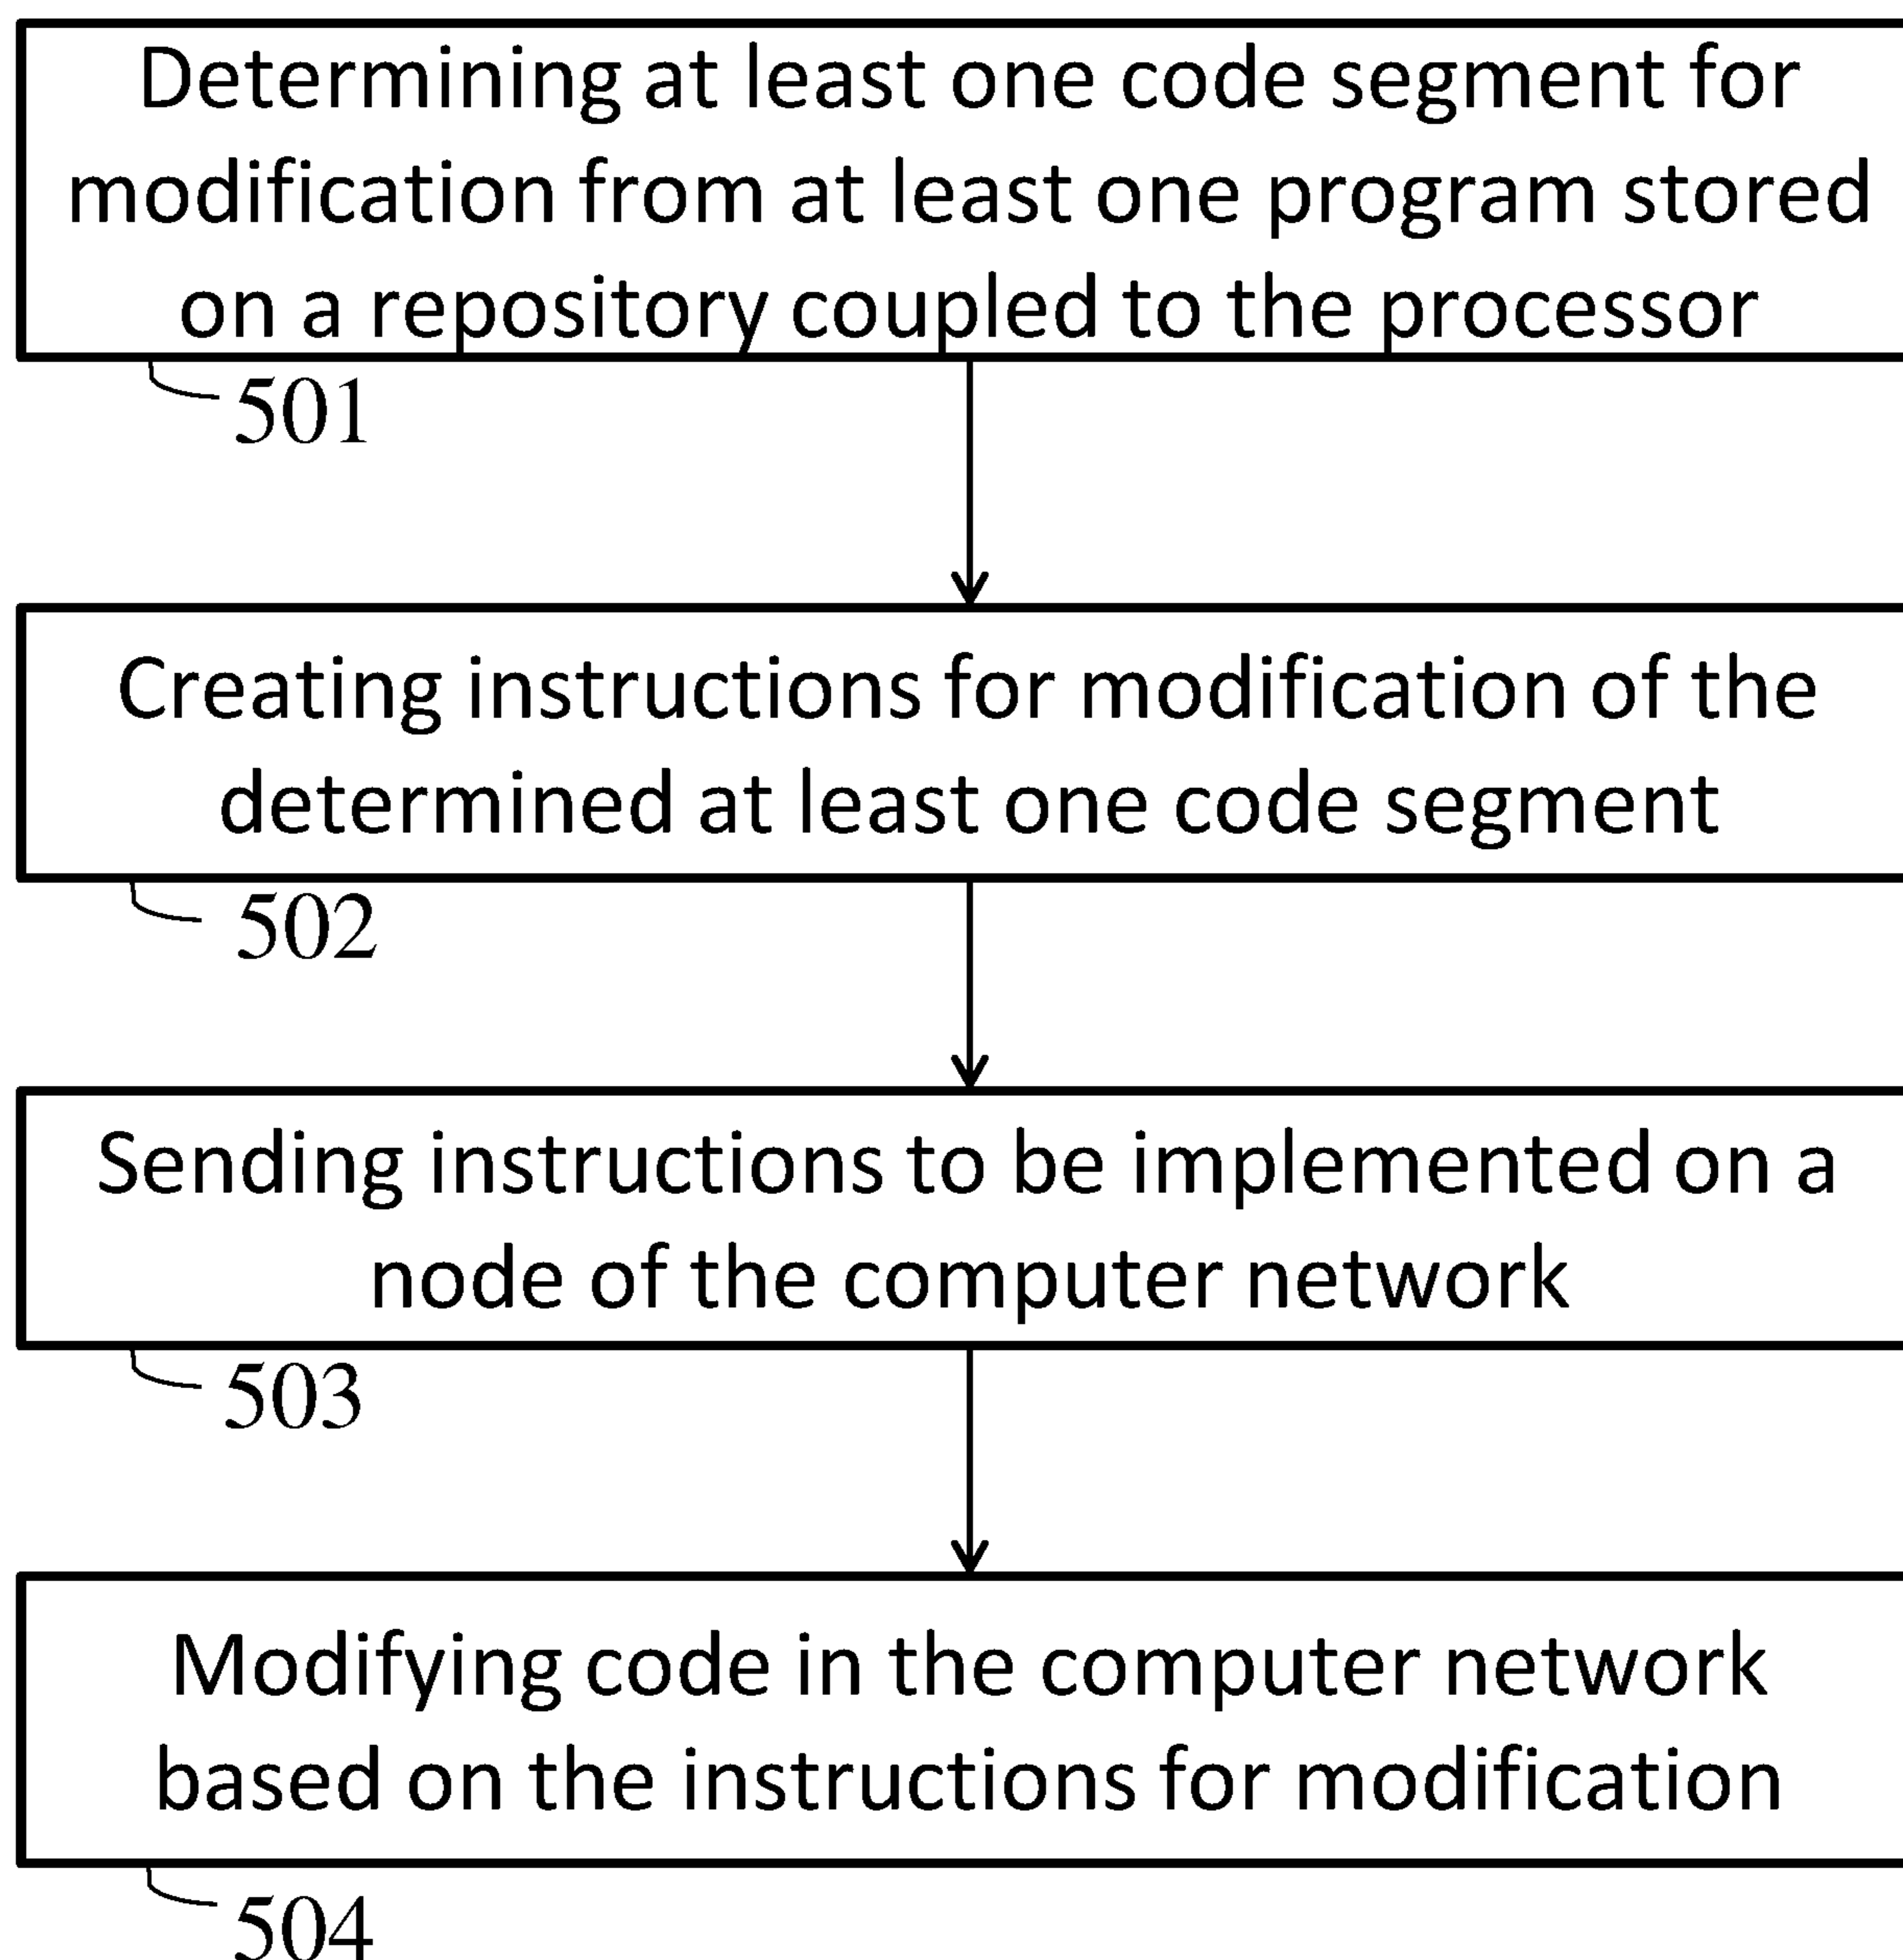 Determining at least one code segment for
modification from at least one program stored
on a repository coupled to the processor
501
Creating instructions for modification of the
determined at least one code segment
502
Sending instructions to be implemented on a
node of the computer network
503
Modifying code in the computer network
based on the instructions for modification
504